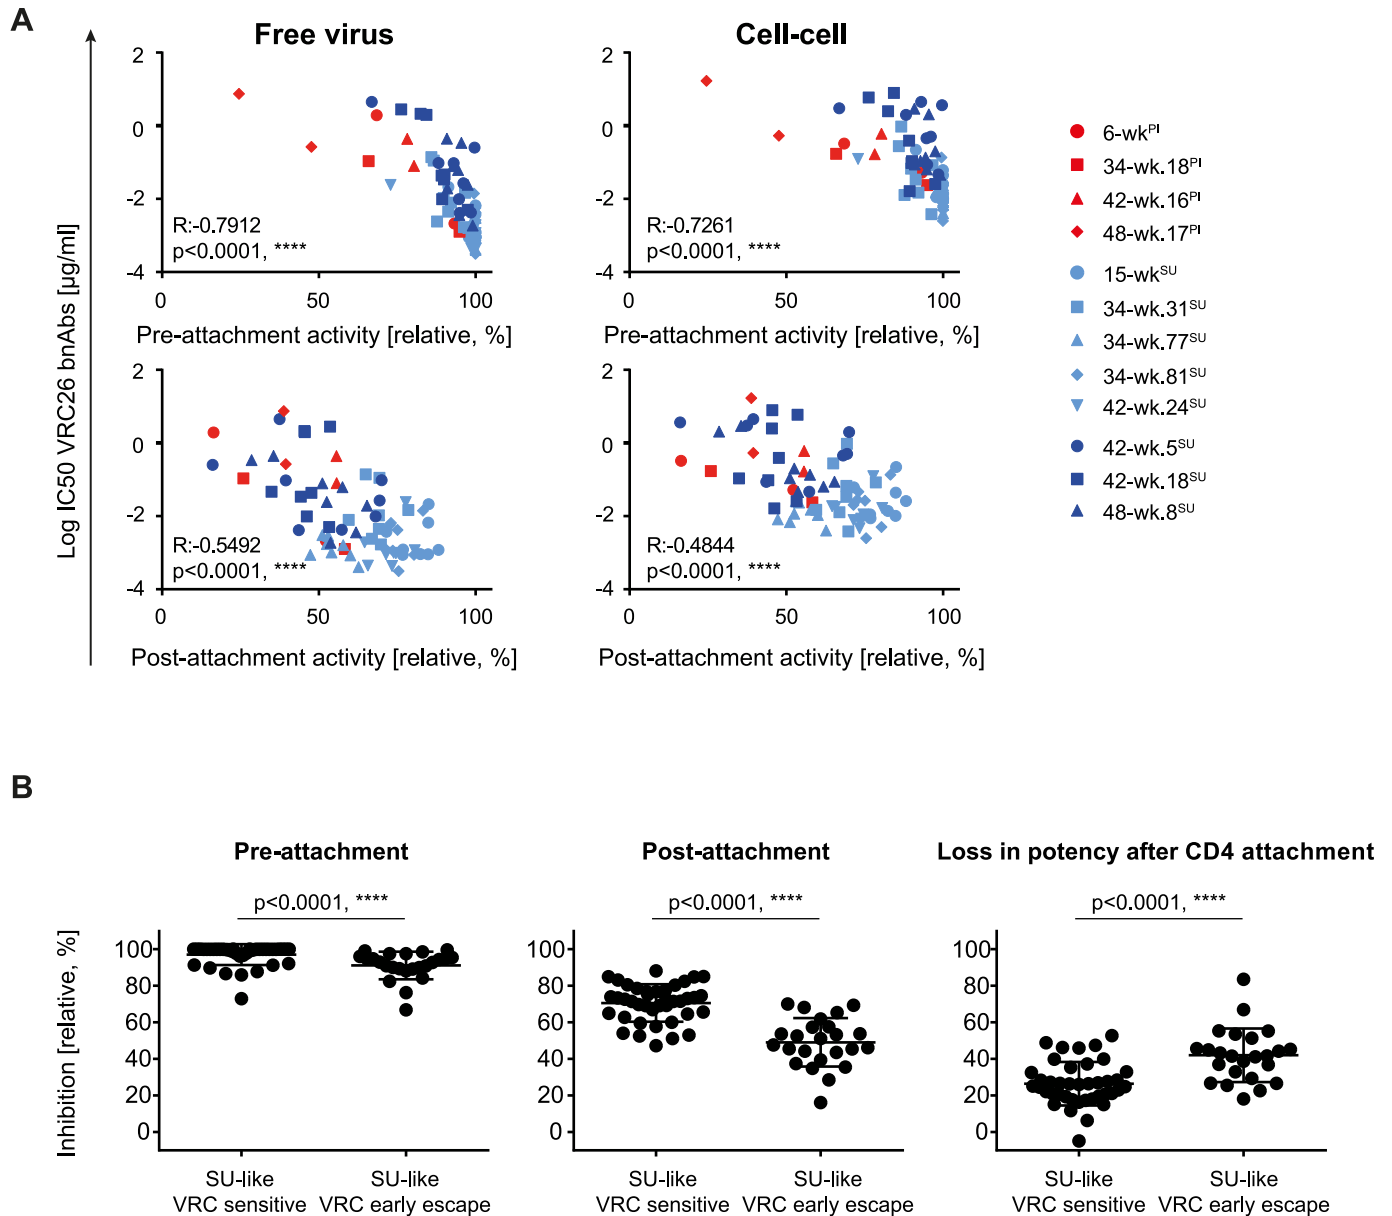 A
Free virus
Cell-cell
Log IC50 VRC26 bnAbs [µg/ml]
2
0
-2
-4
R:-0.7912
p<0.0001, ****
0
50
100
Pre-attachment activity [relative, %]
2
0
-2
-4
R:-0.7261
p<0.0001, ****
0
50
100
Pre-attachment activity [relative, %]
2
0
-2
-4
R:-0.5492
p<0.0001, ****
0
50
100
Post-attachment activity [relative, %]
2
0
-2
-4
R:-0.4844
p<0.0001, ****
0
50
100
Post-attachment activity [relative, %]
6-wkPI
34-wk.18PI
42-wk.16PI
48-wk.17PI
15-wkSU
34-wk.31SU
34-wk.77SU
34-wk.81SU
42-wk.24SU
42-wk.5SU
42-wk.18SU
48-wk.8SU
B
Inhibition [relative, %]
Pre-attachment
p<0.0001, ****
100
80
60
40
20
0
SU-like
VRC sensitive
SU-like
VRC early escape
Post-attachment
p<0.0001, ****
100
80
60
40
20
0
SU-like
VRC sensitive
SU-like
VRC early escape
Loss in potency after CD4 attachment
p<0.0001, ****
100
80
60
40
20
0
SU-like
VRC sensitive
SU-like
VRC early escape